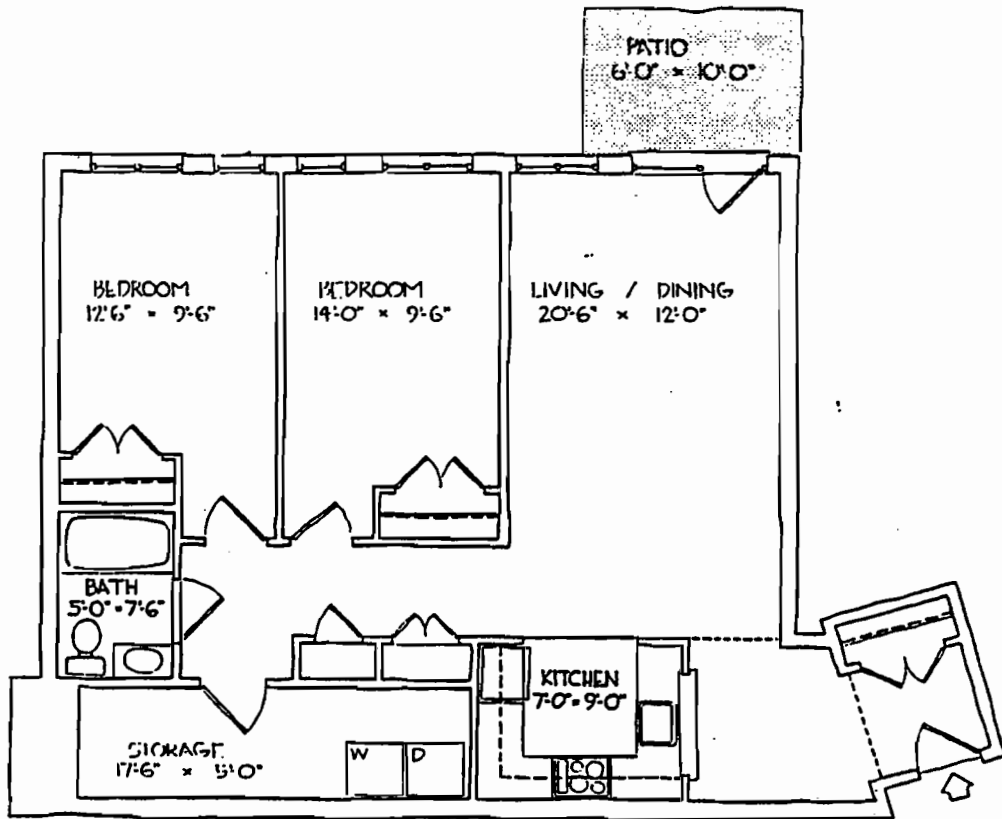 PATIO
6'-0" × 10'-0"
BEDROOM
12'-6" × 9'-6"
BEDROOM
14'-0" × 9'-6"
LIVING / DINING
20'-6" × 12'-0"
BATH
5'-0" × 7'-6"
KITCHEN
7'-0" × 9'-0"
STORAGE
17'-6" × 5'-0"
W
D